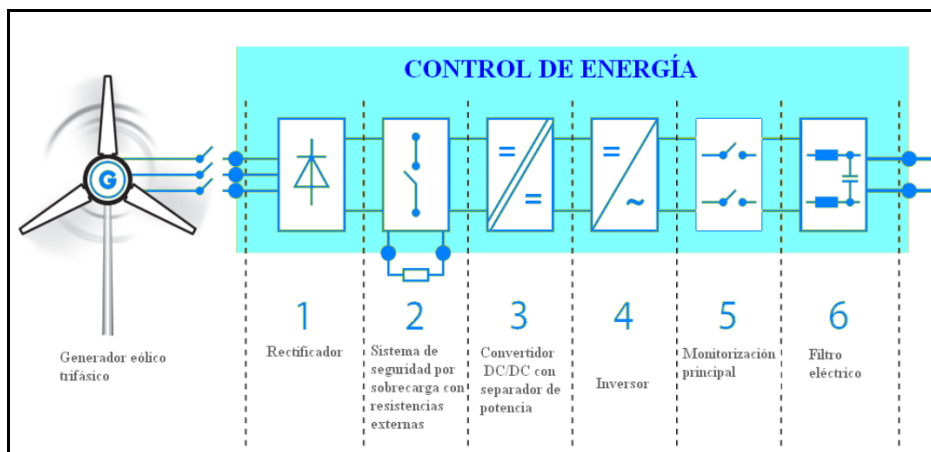 CONTROL DE ENERGÍA
G
=
=
=
~
1
2
3
4
5
6
Generador eólico
trifásico
Rectificador
Sistema de
seguridad por
sobrecarga con
resistencias
externas
Convertidor
DC/DC con
separador de
potencia
Inversor
Monitorización
principal
Filtro
eléctrico